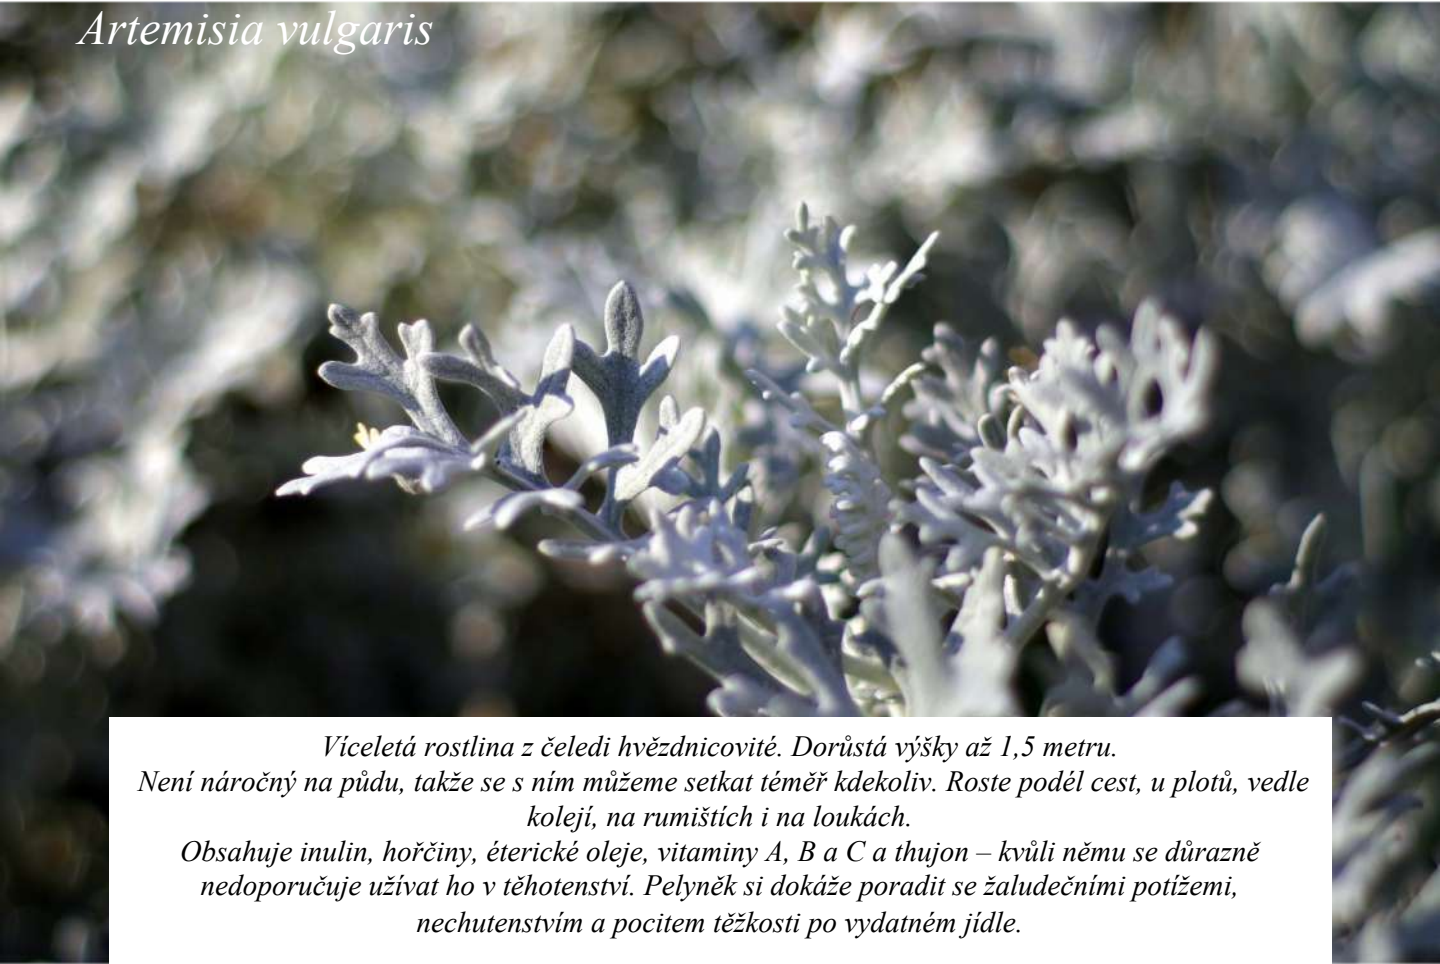 Artemisia vulgaris
Víceletá rostlina z čeledi hvězdnicovité. Dorůstá výšky až 1,5 metru.
Není náročný na půdu, takže se s ním můžeme setkat téměř kdekoliv. Roste podél cest, u plotů, vedle
kolejí, na rumištích i na loukách.
Obsahuje inulin, hořčiny, éterické oleje, vitaminy A, B a C a thujon – kvůli němu se důrazně
nedoporučuje užívat ho v těhotenství. Pelyněk si dokáže poradit se žaludečními potížemi,
nechutenstvím a pocitem těžkosti po vydatném jídle.